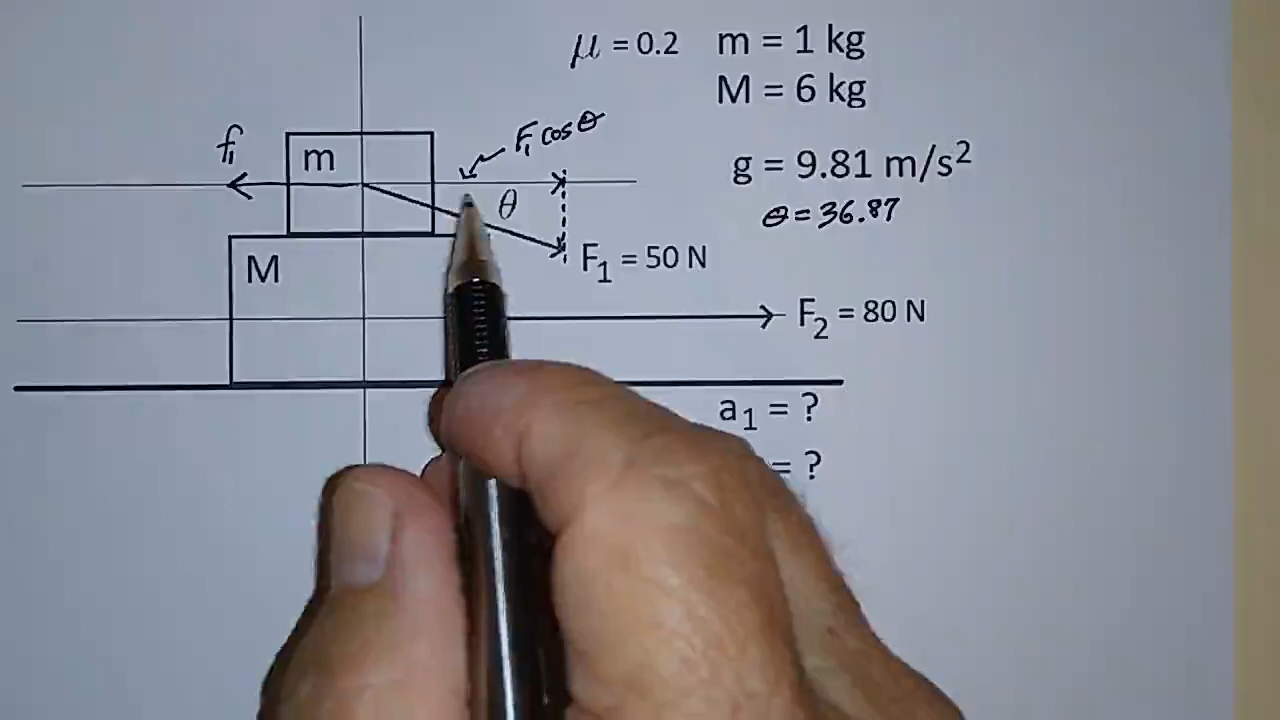 μ = 0.2 m = 1 kg
M = 6 kg
F₁ cos θ
f₁
m
g = 9.81 m/s²
θ
θ = 36.87
M
F₁ = 50 N
F₂ = 80 N
a₁ = ?
= ?